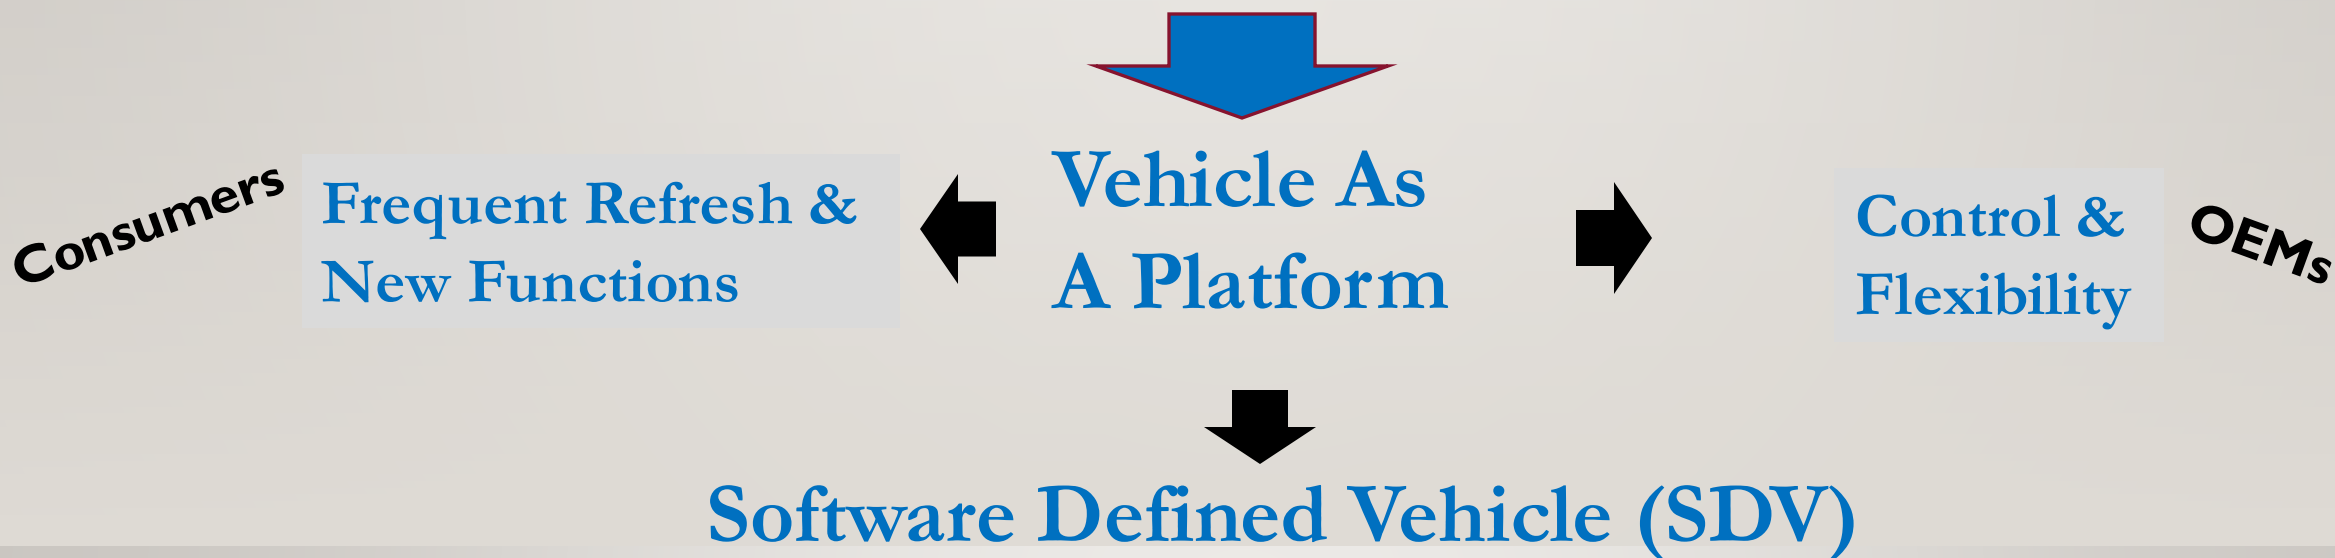 Consumers
Frequent Refresh &
New Functions
Vehicle As
A Platform
Control &
Flexibility
OEMs
Software Defined Vehicle (SDV)